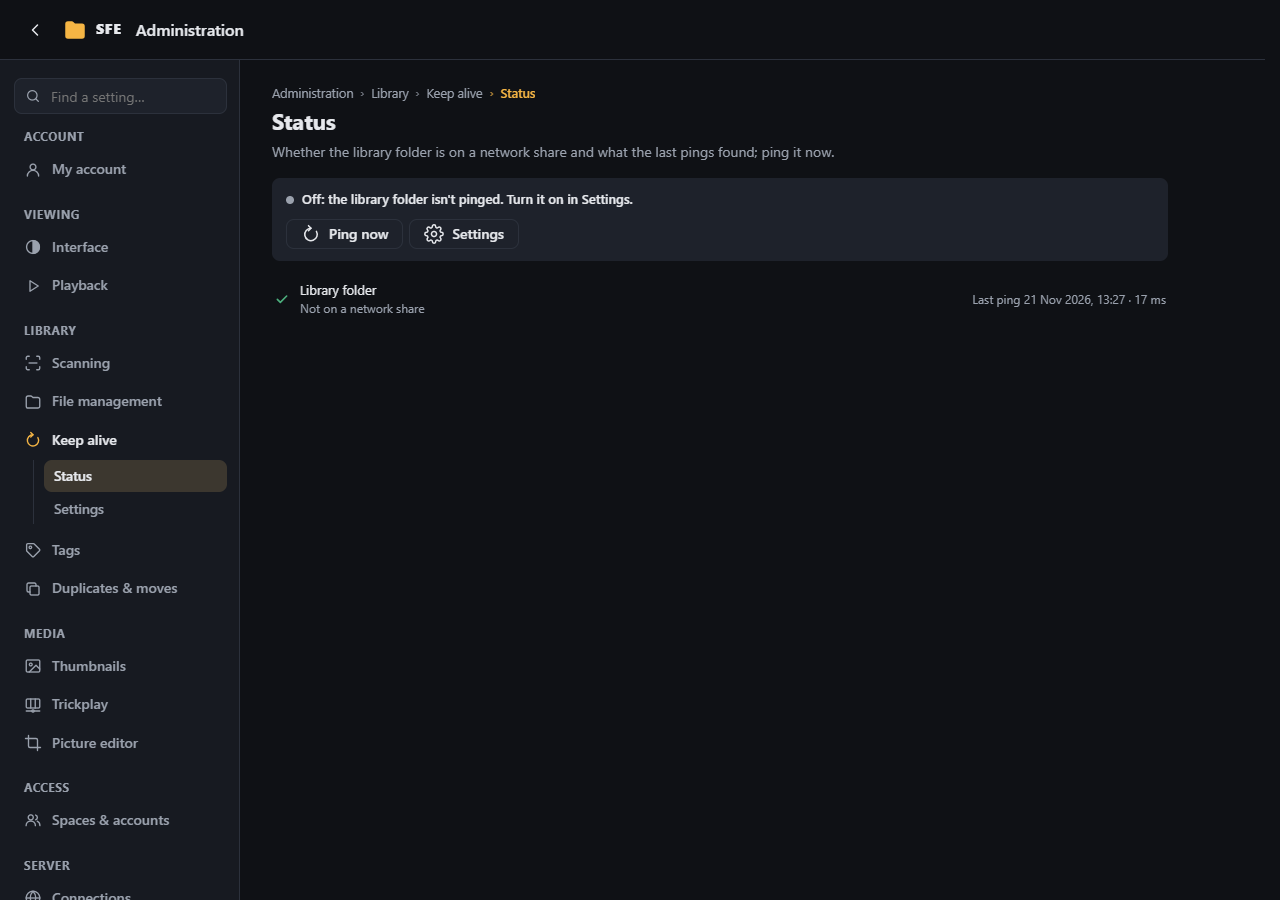 SFE Administration
Find a setting...
ACCOUNT
My account
VIEWING
Interface
Playback
LIBRARY
Scanning
File management
Keep alive
Status
Settings
Tags
Duplicates & moves
MEDIA
Thumbnails
Trickplay
Picture editor
ACCESS
Spaces & accounts
SERVER
Connections
Administration › Library › Keep alive › Status
Status
Whether the library folder is on a network share and what the last pings found; ping it now.
Off: the library folder isn't pinged. Turn it on in Settings.
Ping now Settings
Library folder
Not on a network share
Last ping 21 Nov 2026, 13:27 · 17 ms